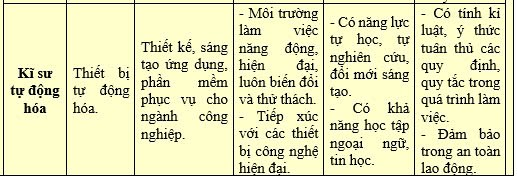 Kĩ sư
tự động
hóa
Thiết bị
tự động
hóa.
Thiết kế, sáng
tạo ứng dụng,
phần mềm
phục vụ cho
ngành công
nghiệp.
- Môi trường
làm việc
năng động,
hiện đại,
luôn biến đổi
và thử thách.
- Tiếp xúc
với các thiết
bị công nghệ
hiện đại.
- Có năng lực
tự học, tự
nghiên cứu,
đổi mới sáng
tạo.
- Có khả
năng học tập
ngoại ngữ,
tin học.
- Có tính kỉ
luật, ý thức
tuân thủ các
quy định,
quy tắc trong
quá trình làm
việc.
- Đảm bảo
trong an toàn
lao động.